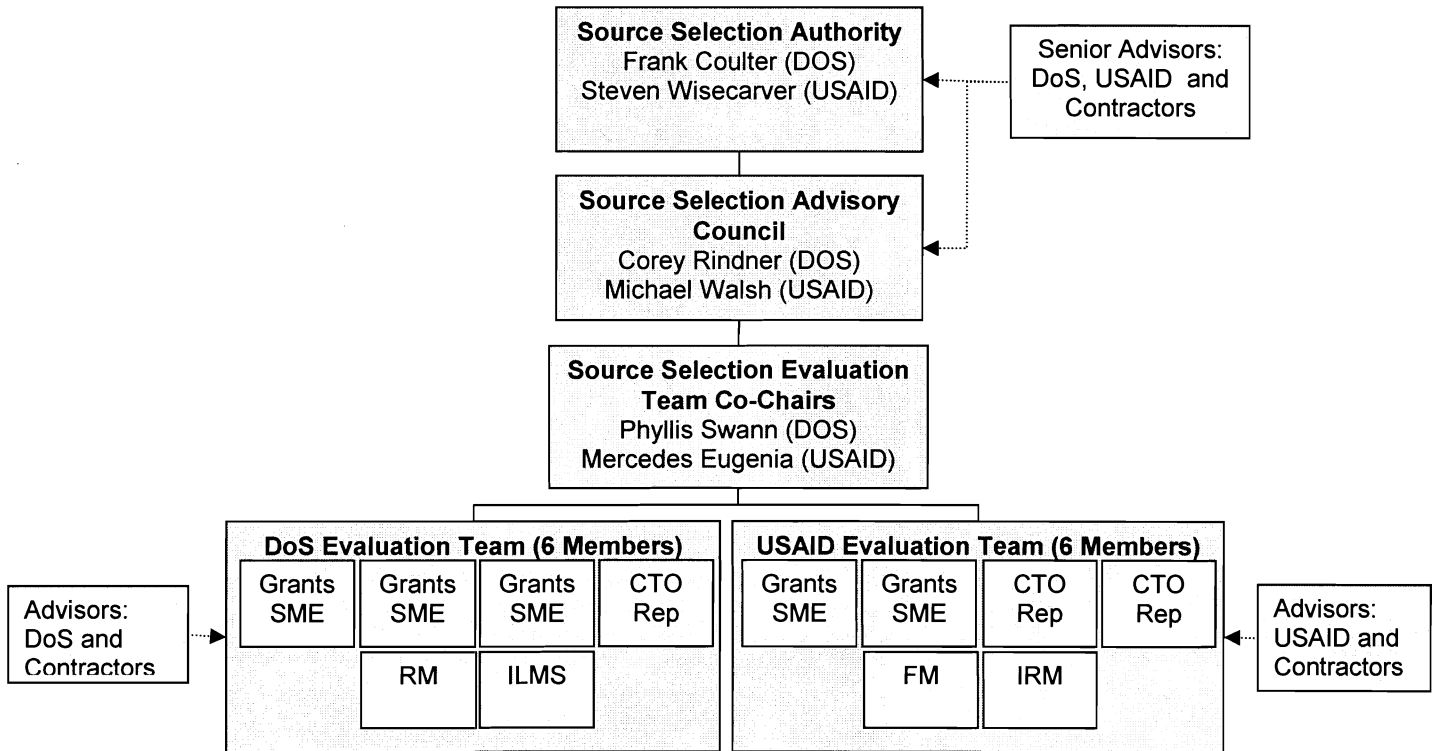 Source Selection Authority
Frank Coulter (DOS)
Steven Wisecarver (USAID)
Senior Advisors:
DoS, USAID and
Contractors
Source Selection Advisory
Council
Corey Rindner (DOS)
Michael Walsh (USAID)
Source Selection Evaluation
Team Co-Chairs
Phyllis Swann (DOS)
Mercedes Eugenia (USAID)
DoS Evaluation Team (6 Members)
Grants
SME
Grants
SME
Grants
SME
CTO
Rep
RM
ILMS
USAID Evaluation Team (6 Members)
Grants
SME
Grants
SME
CTO
Rep
CTO
Rep
FM
IRM
Advisors:
DoS and
Contractors
Advisors:
USAID and
Contractors